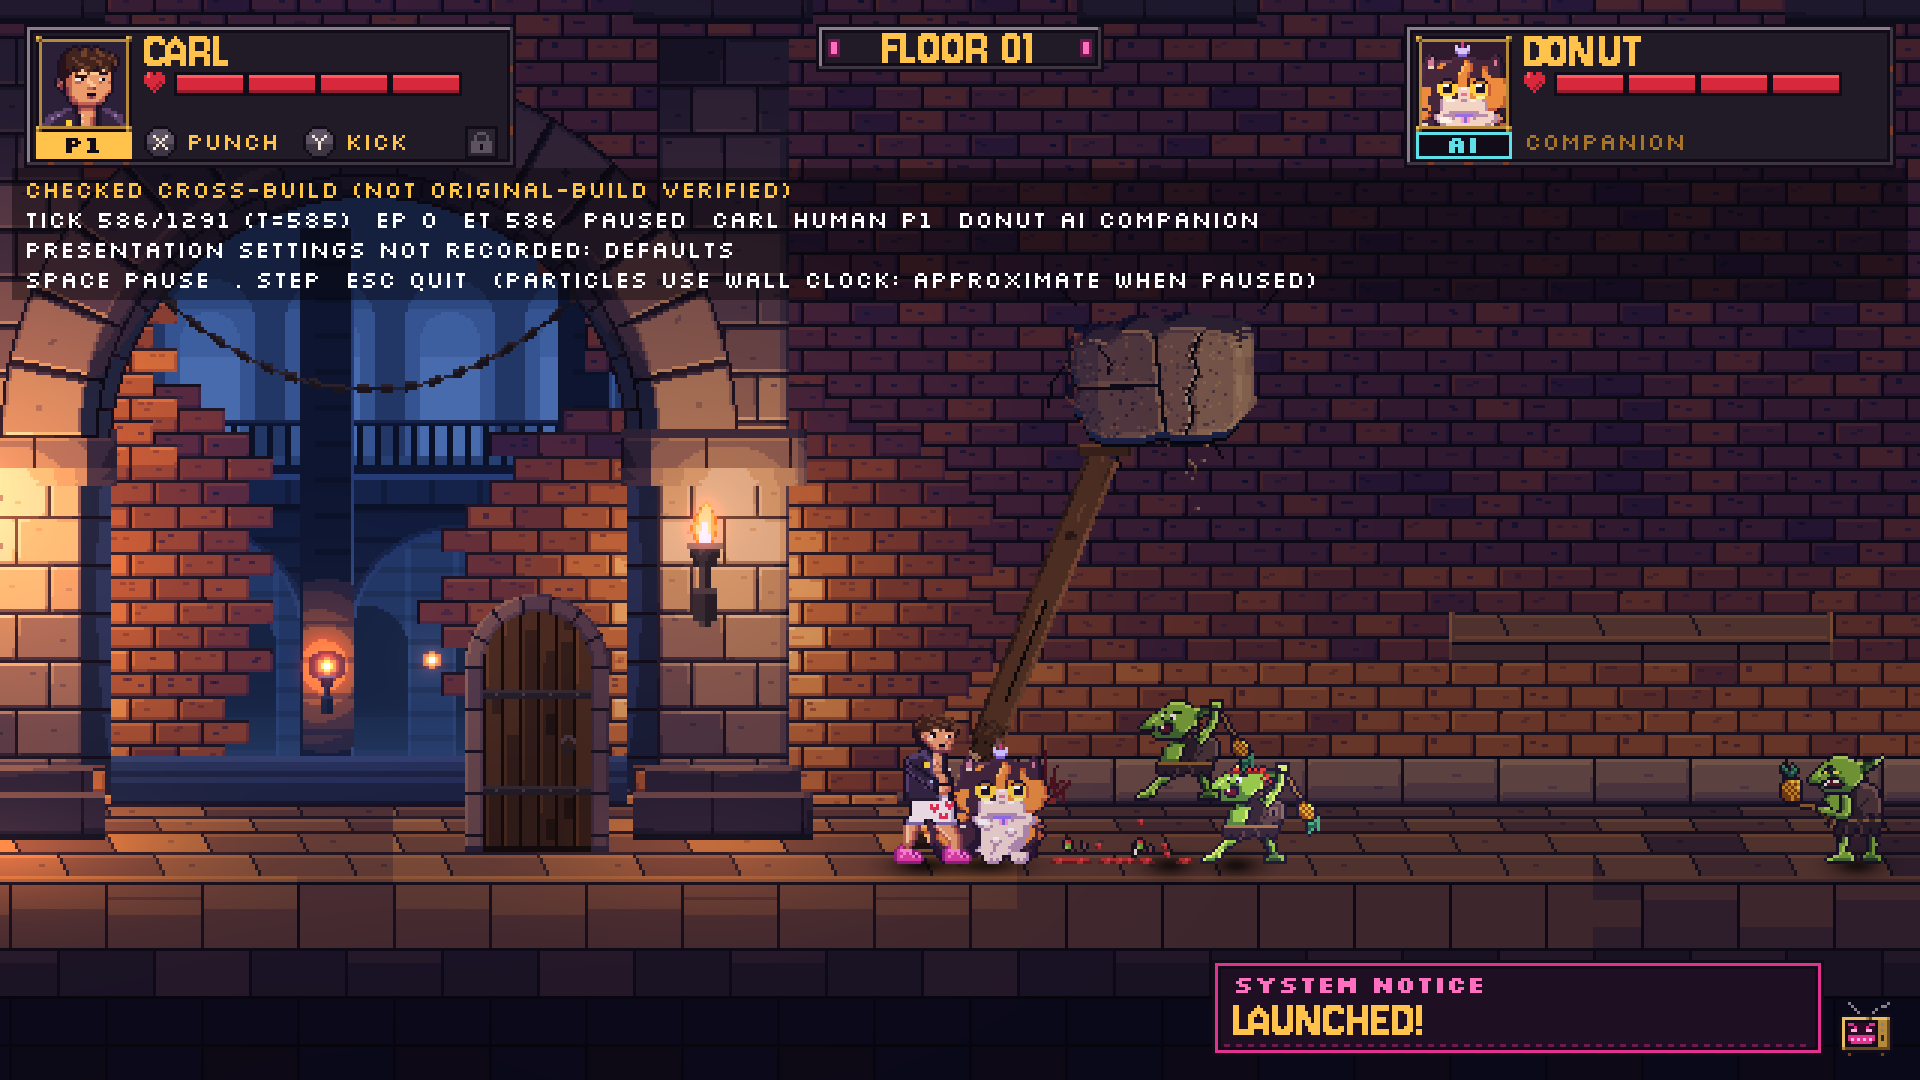 CARL
P1
X PUNCH Y KICK
FLOOR 01
DONUT
AI
COMPANION
CHECKED CROSS-BUILD (NOT ORIGINAL-BUILD VERIFIED)
TICK 586/1291 (T=585) EP 0 ET 586 PAUSED CARL HUMAN P1 DONUT AI COMPANION
PRESENTATION SETTINGS NOT RECORDED: DEFAULTS
SPACE PAUSE . STEP ESC QUIT (PARTICLES USE WALL CLOCK: APPROXIMATE WHEN PAUSED)
SYSTEM NOTICE
LAUNCHED!